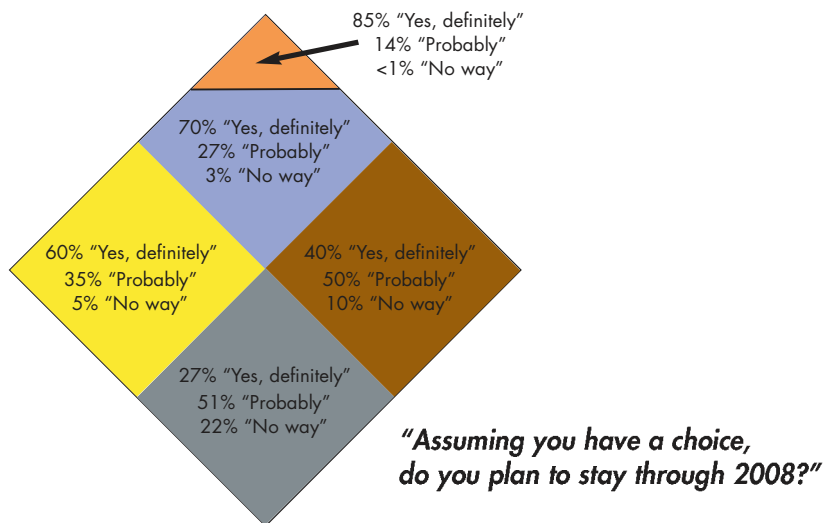 85% “Yes, definitely”
14% “Probably”
<1% “No way”
70% “Yes, definitely”
27% “Probably”
3% “No way”
60% “Yes, definitely”
35% “Probably”
5% “No way”
40% “Yes, definitely”
50% “Probably”
10% “No way”
27% “Yes, definitely”
51% “Probably”
22% “No way”
“Assuming you have a choice,
do you plan to stay through 2008?”